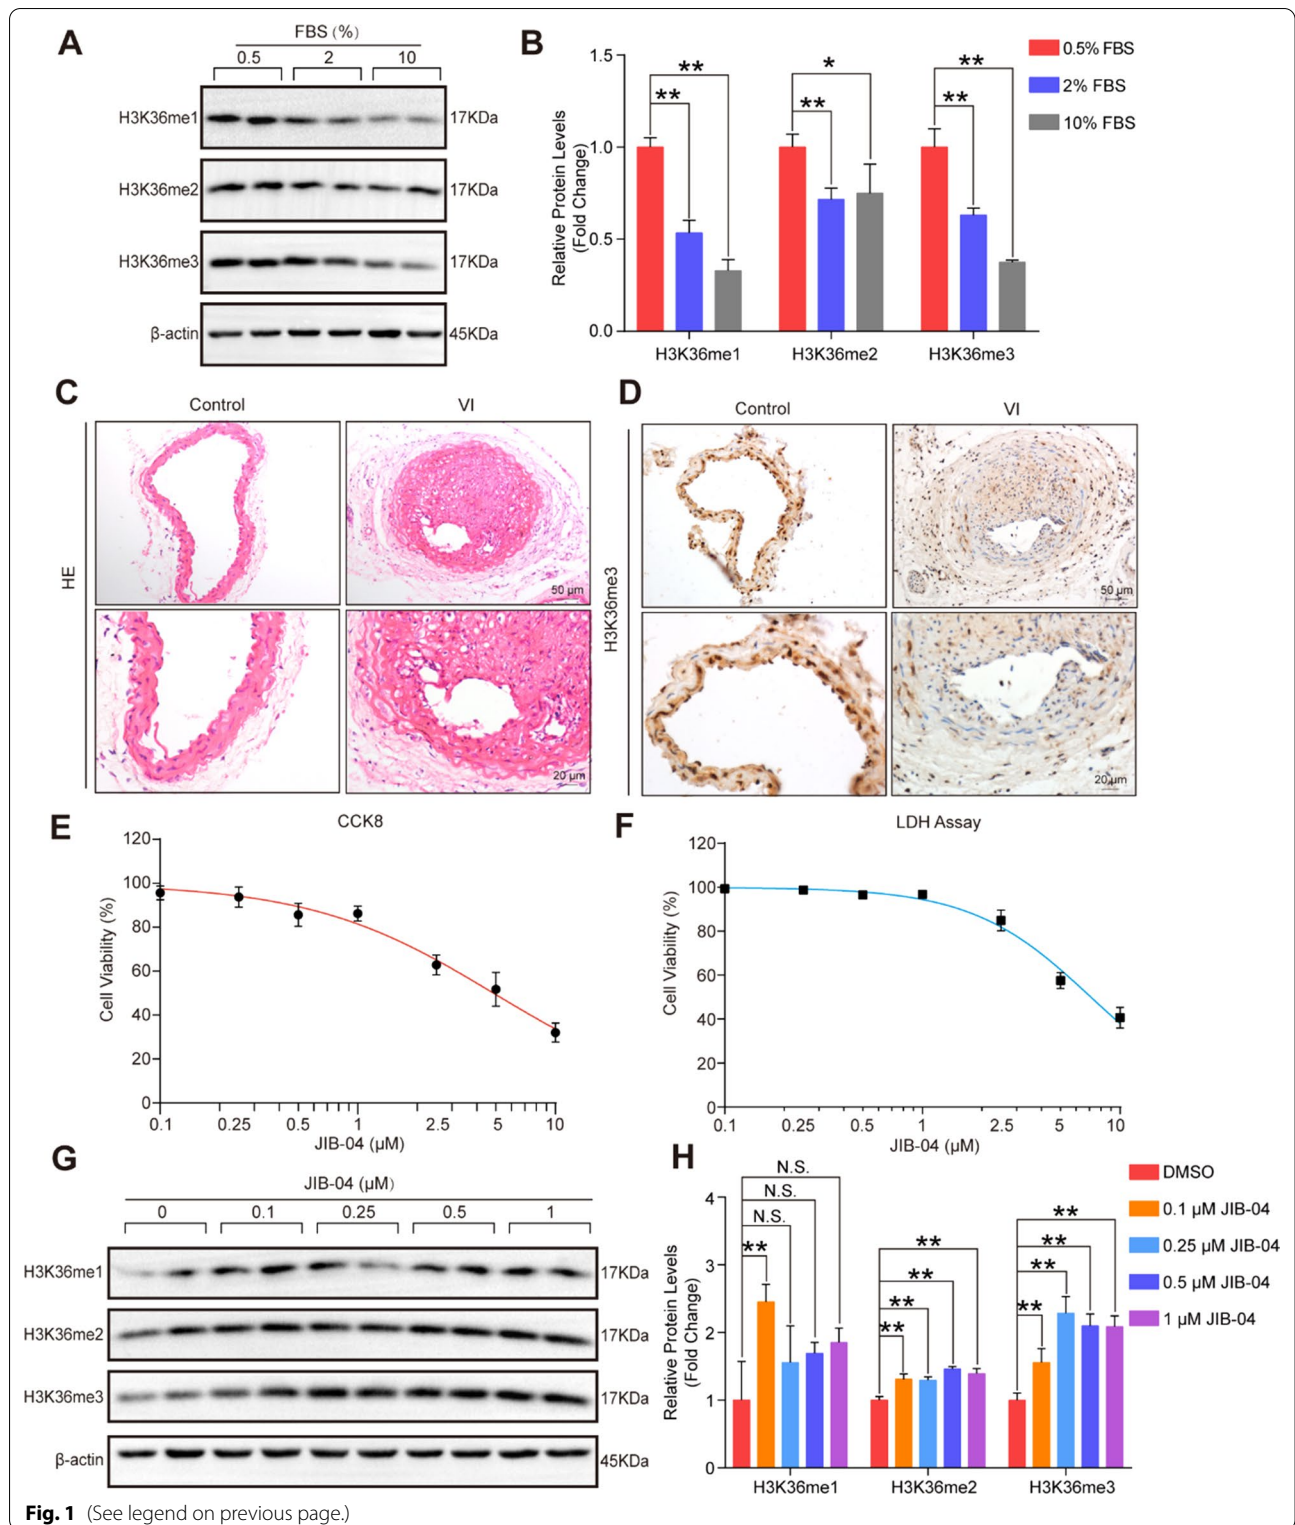 A
FBS (%)
0.5 2 10
H3K36me1 17KDa
H3K36me2 17KDa
H3K36me3 17KDa
β-actin 45KDa
B
1.5
1.0
0.5
0.0
Relative Protein Levels
(Fold Change)
** **
** *
** **
H3K36me1 H3K36me2 H3K36me3
0.5% FBS
2% FBS
10% FBS
C
Control VI
HE
50 µm
20 µm
D
Control VI
H3K36me3
50 µm
20 µm
E
CCK8
Cell Viability (%)
120
100
80
60
40
20
0
0.1 0.25 0.5 1 2.5 5 10
JIB-04 (µM)
F
LDH Assay
Cell Viability (%)
120
100
80
60
40
20
0
0.1 0.25 0.5 1 2.5 5 10
JIB-04 (µM)
G
JIB-04 (µM)
0 0.1 0.25 0.5 1
H3K36me1 17KDa
H3K36me2 17KDa
H3K36me3 17KDa
β-actin 45KDa
H
Relative Protein Levels
(Fold Change)
4
3
2
1
0
N.S.
N.S.
N.S.
**
**
**
**
**
**
**
**
**
H3K36me1 H3K36me2 H3K36me3
DMSO
0.1 µM JIB-04
0.25 µM JIB-04
0.5 µM JIB-04
1 µM JIB-04
Fig. 1 (See legend on previous page.)